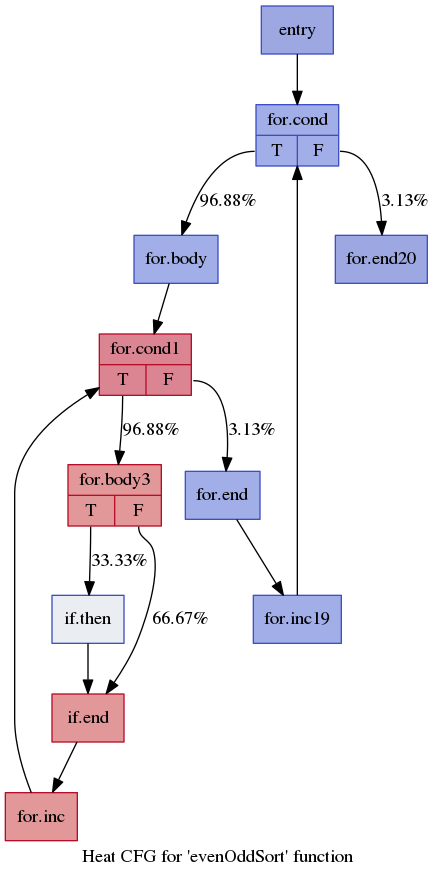 entry
for.cond
T F
96.88%
3.13%
for.body
for.end20
for.cond1
T F
96.88%
3.13%
for.body3
T F
for.end
33.33%
66.67%
if.then
for.inc19
if.end
for.inc
Heat CFG for 'evenOddSort' function